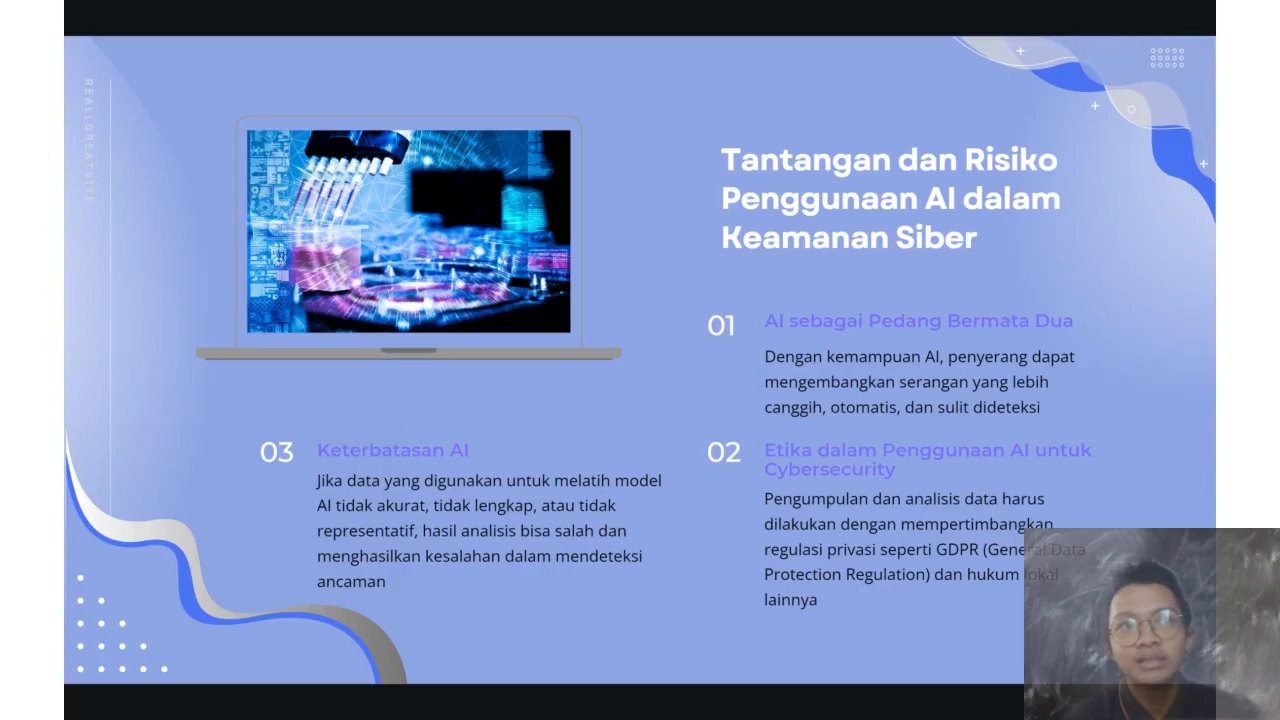 REALLGREATSITE
Tantangan dan Risiko
Penggunaan AI dalam
Keamanan Siber
01
AI sebagai Pedang Bermata Dua
Dengan kemampuan AI, penyerang dapat
mengembangkan serangan yang lebih
canggih, otomatis, dan sulit dideteksi
02
Etika dalam Penggunaan AI untuk
Cybersecurity
Pengumpulan dan analisis data harus
dilakukan dengan mempertimbangkan
regulasi privasi seperti GDPR (General Data
Protection Regulation) dan hukum lokal
lainnya
03
Keterbatasan AI
Jika data yang digunakan untuk melatih model
AI tidak akurat, tidak lengkap, atau tidak
representatif, hasil analisis bisa salah dan
menghasilkan kesalahan dalam mendeteksi
ancaman